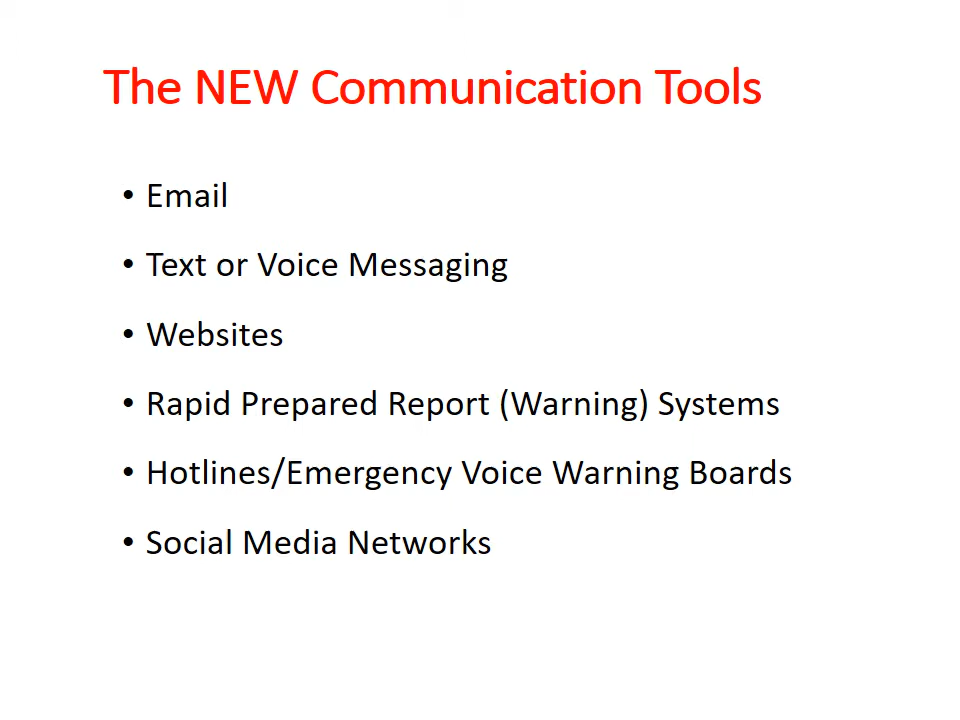 The NEW Communication Tools
• Email
• Text or Voice Messaging
• Websites
• Rapid Prepared Report (Warning) Systems
• Hotlines/Emergency Voice Warning Boards
• Social Media Networks